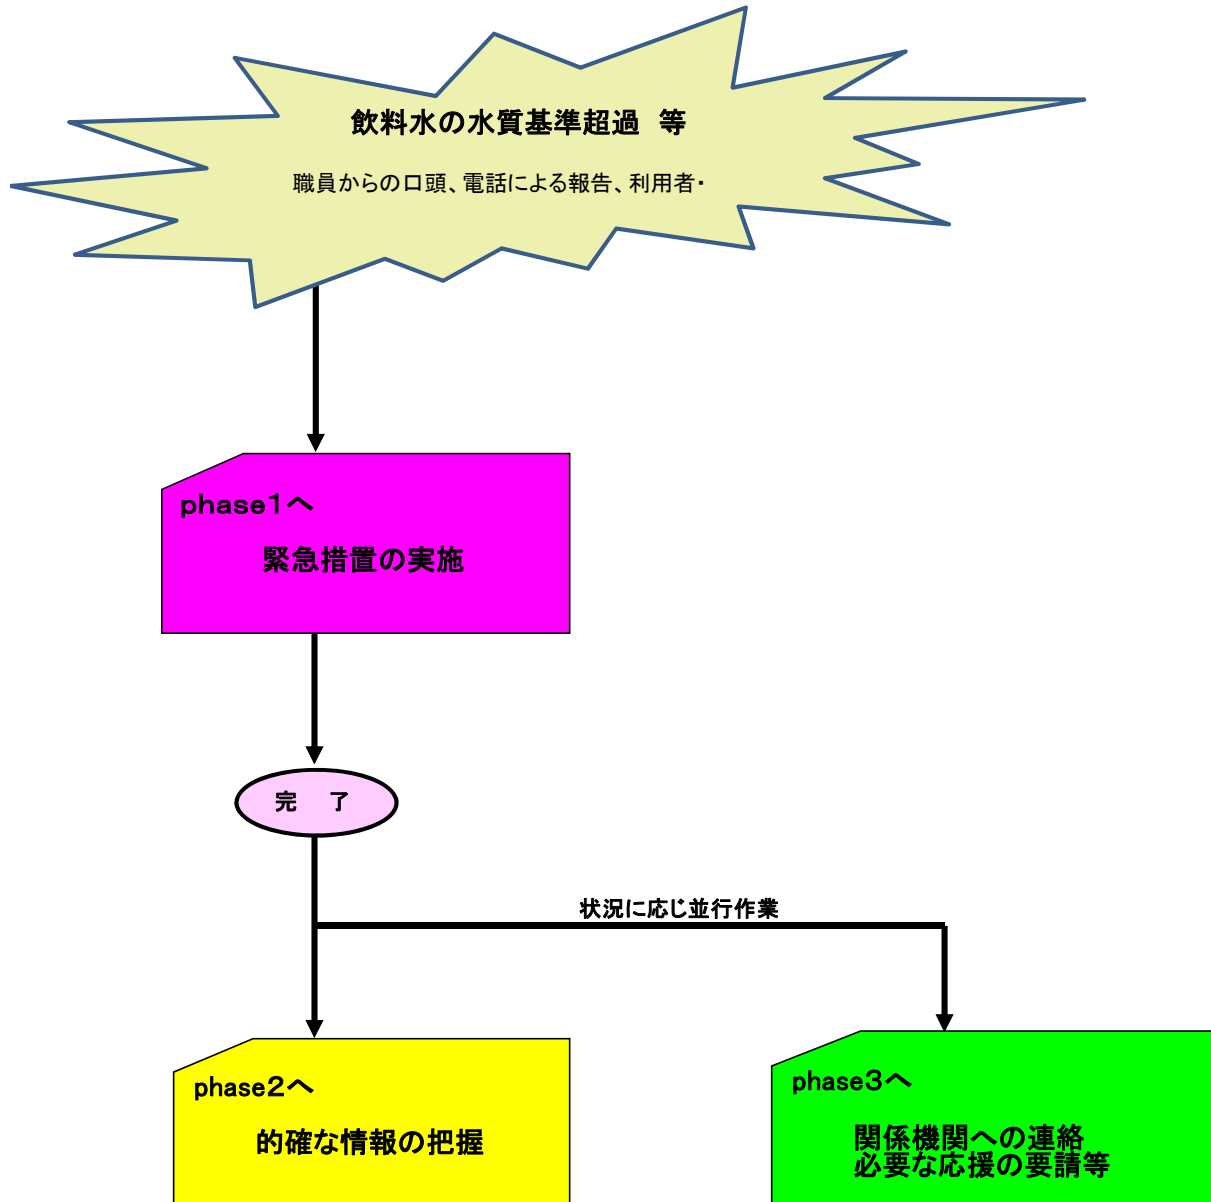 飲料水の水質基準超過　等
職員からの口頭、電話による報告、利用者・
phase1へ
緊急措置の実施
完　了
状況に応じ並行作業
phase2へ
的確な情報の把握
phase3へ
関係機関への連絡
必要な応援の要請等